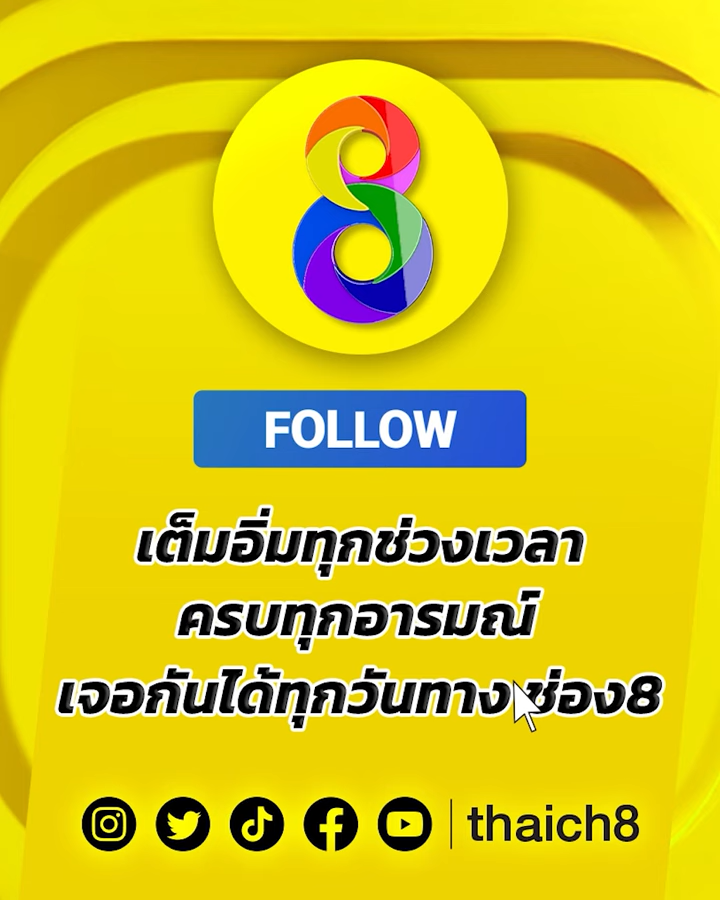 8
FOLLOW
เต็มอิ่มทุกช่วงเวลา
ครบทุกอารมณ์
เจอกันได้ทุกวันทาง ช่อง8
thaich8